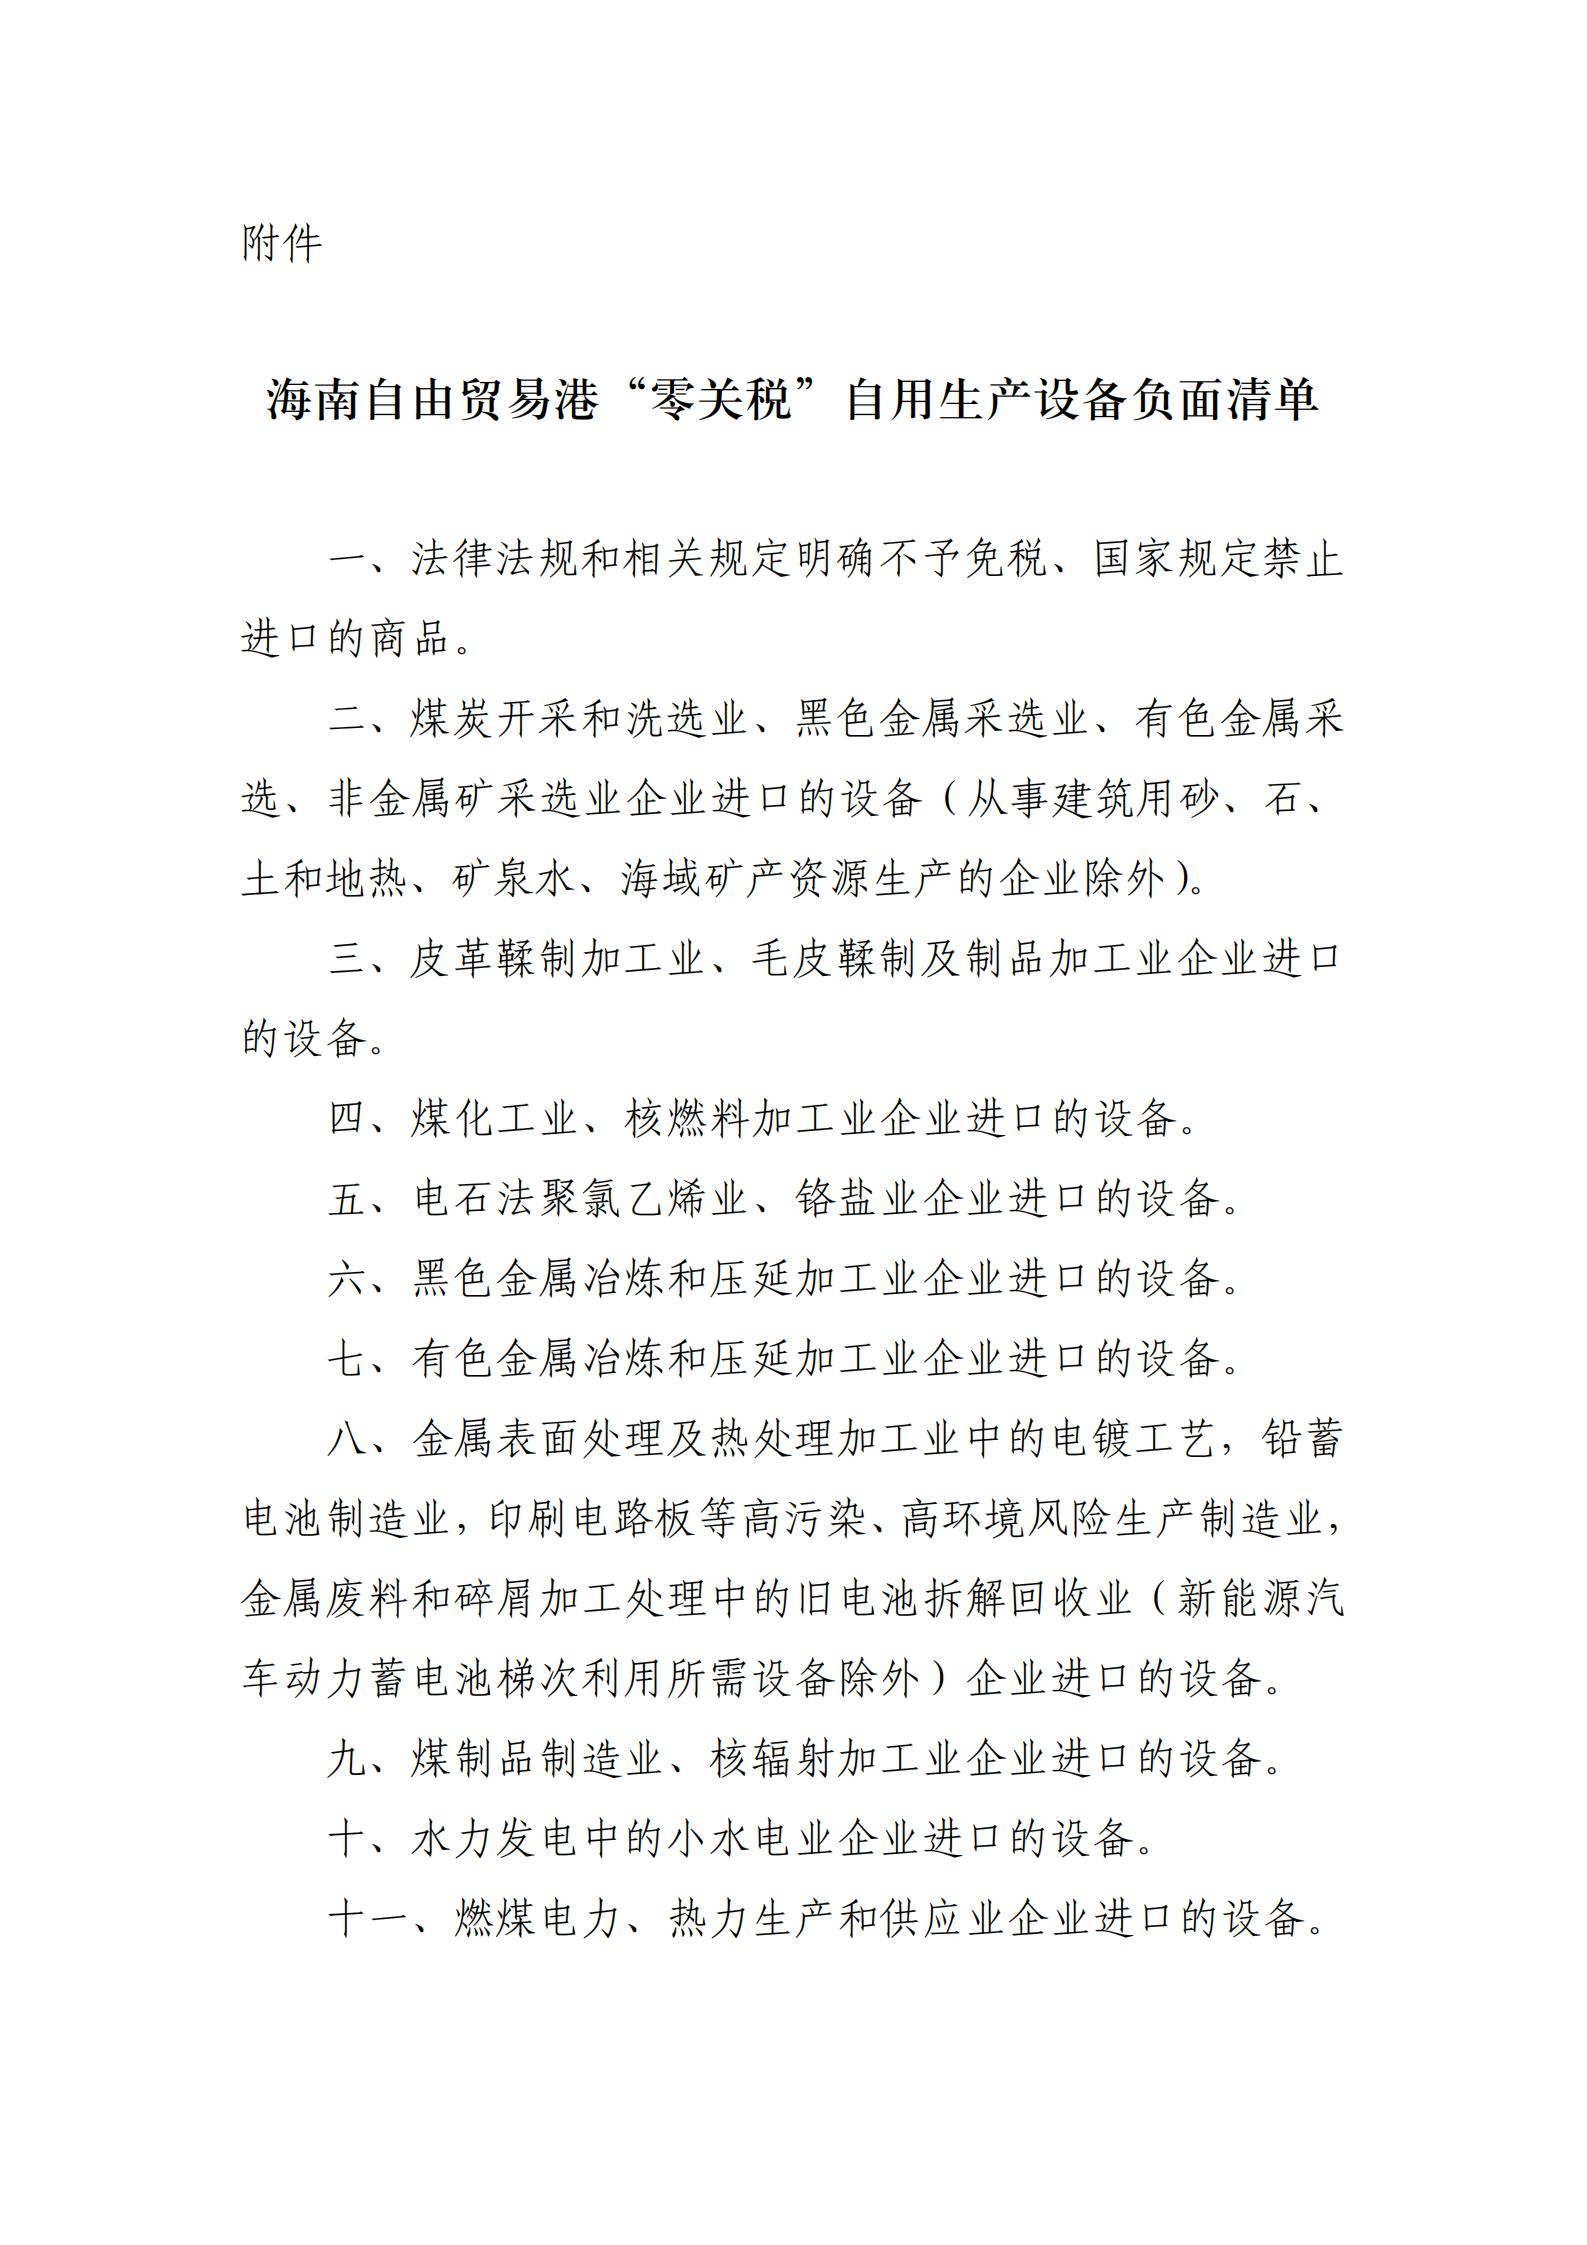 附件
海南自由贸易港“零关税”自用生产设备负面清单
一、法律法规和相关规定明确不予免税、国家规定禁止
进口的商品。
二、煤炭开采和洗选业、黑色金属采选业、有色金属采
选、非金属矿采选业企业进口的设备（从事建筑用砂、石、
土和地热、矿泉水、海域矿产资源生产的企业除外）。
三、皮革鞣制加工业、毛皮鞣制及制品加工业企业进口
的设备。
四、煤化工业、核燃料加工业企业进口的设备。
五、电石法聚氯乙烯业、铬盐业企业进口的设备。
六、黑色金属冶炼和压延加工业企业进口的设备。
七、有色金属冶炼和压延加工业企业进口的设备。
八、金属表面处理及热处理加工业中的电镀工艺，铅蓄
电池制造业，印刷电路板等高污染、高环境风险生产制造业，
金属废料和碎屑加工处理中的旧电池拆解回收业（新能源汽
车动力蓄电池梯次利用所需设备除外）企业进口的设备。
九、煤制品制造业、核辐射加工业企业进口的设备。
十、水力发电中的小水电业企业进口的设备。
十一、燃煤电力、热力生产和供应业企业进口的设备。